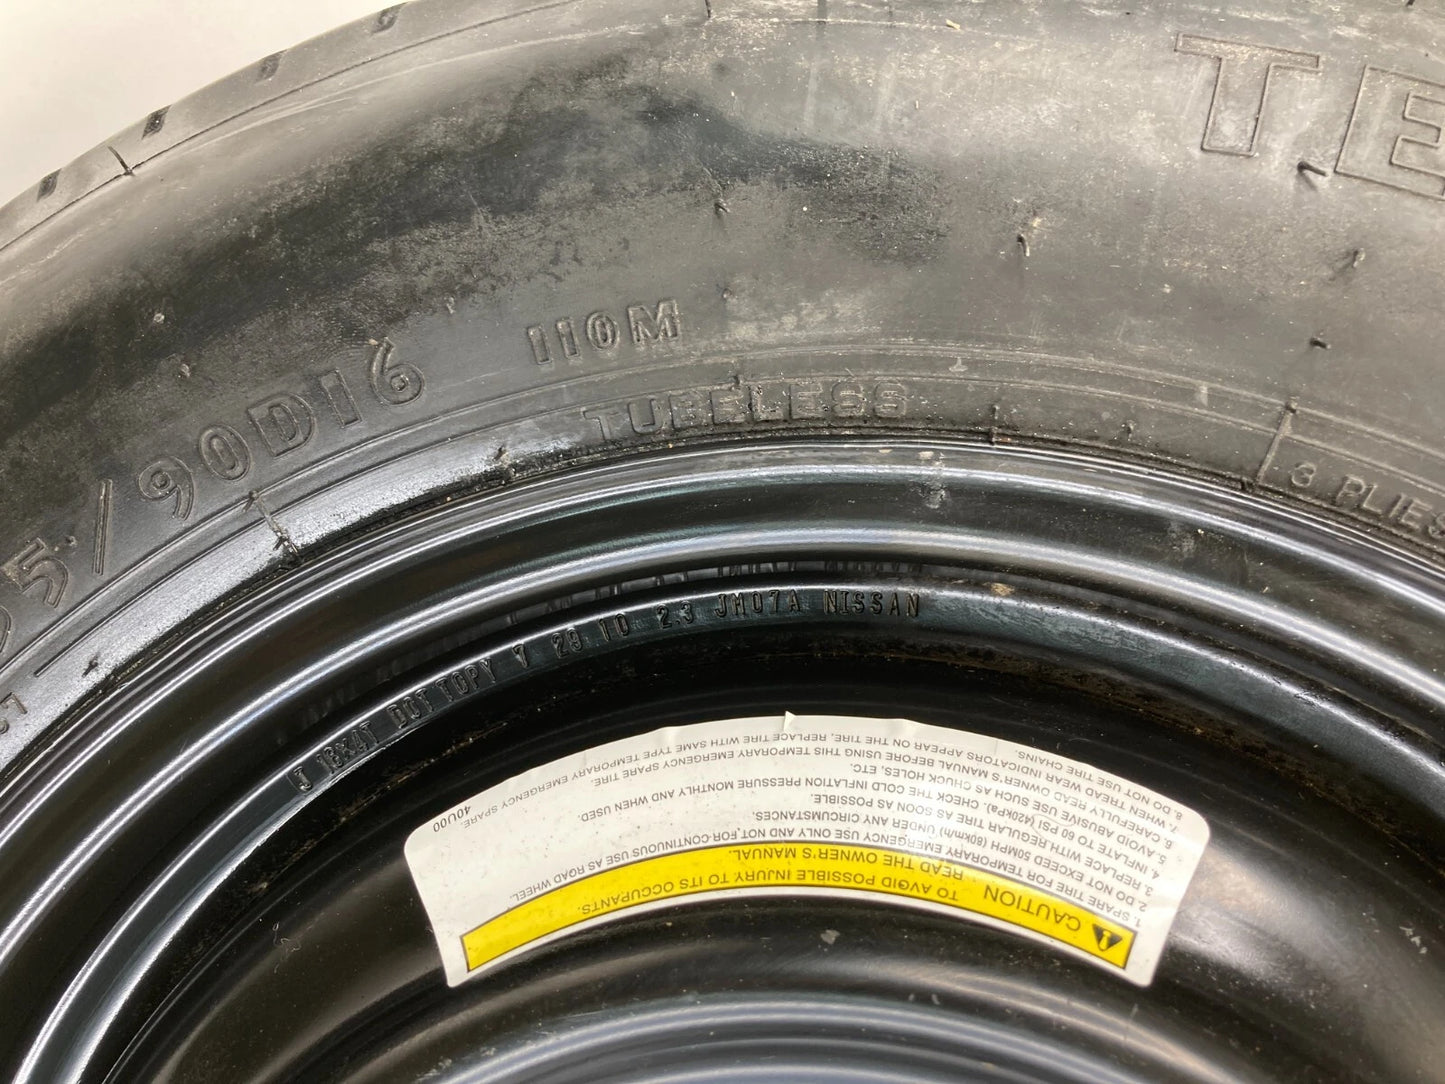 TE
110M
5/90D16
TUBELESS
3 PLIES
J 16X4T DOT TOPY 7 29 10 2.3 JM07A NISSAN
CAUTION TO AVOID POSSIBLE INJURY TO ITS OCCUPANTS.
READ THE OWNER'S MANUAL.
1. SPARE TIRE FOR TEMPORARY EMERGENCY USE ONLY AND NOT FOR CONTINUOUS USE AS ROAD WHEEL.
2. DO NOT EXCEED 50MPH (80km/h) UNDER ANY CIRCUMSTANCES.
3. REPLACE WITH REGULAR TIRE AS SOON AS POSSIBLE.
4. INFLATE TO 60 PSI (420kPa). CHECK THE COLD INFLATION PRESSURE MONTHLY AND WHEN USED.
5. AVOID ABUSIVE USE SUCH AS CHUCK HOLES, ETC.
6. CAREFULLY READ OWNER'S MANUAL BEFORE USING THIS TEMPORARY EMERGENCY SPARE TIRE.
7. WHEN TREAD WEAR INDICATORS APPEAR ON THE TIRE, REPLACE TIRE WITH SAME TYPE TEMPORARY EMERGENCY SPARE.
8. DO NOT USE TIRE CHAINS.
40U00